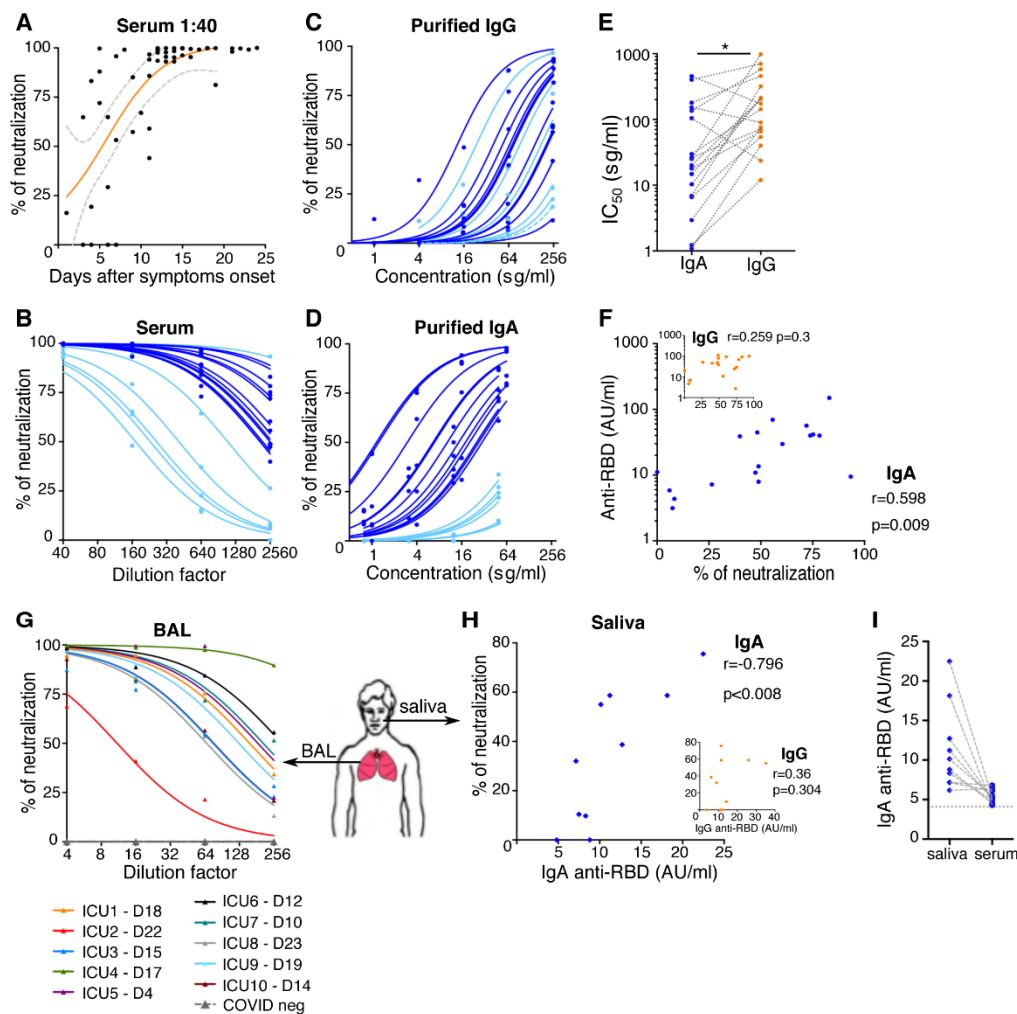 A
Serum 1:40
% of neutralization
100
75
50
25
0
0 5 10 15 20 25
Days after symptoms onset
B
Serum
% of neutralization
100
75
50
25
0
40 80 160 320 640 1280 2560
Dilution factor
C
Purified IgG
% of neutralization
100
75
50
25
0
1 4 16 64 256
Concentration (sg/ml)
D
Purified IgA
% of neutralization
100
75
50
25
0
1 4 16 64 256
Concentration (sg/ml)
E
*
IC50 (sg/ml)
1000
100
10
1
IgA IgG
F
Anti-RBD (AU/ml)
1000
100
10
1
0 25 50 75 100
% of neutralization
IgG r=0.259 p=0.3
1000
100
10
1
25 50 75 100
IgA
r=0.598
p=0.009
G
BAL
% of neutralization
100
75
50
25
0
4 8 16 32 64 128 256
Dilution factor
ICU1 - D18
ICU2 - D22
ICU3 - D15
ICU4 - D17
ICU5 - D4
ICU6 - D12
ICU7 - D10
ICU8 - D23
ICU9 - D19
ICU10 - D14
COVID neg
saliva
BAL
H
Saliva
% of neutralization
80
60
40
20
0
5 10 15 20 25
IgA anti-RBD (AU/ml)
IgA
r=-0.796
p<0.008
IgG
r=0.36
p=0.304
80
60
40
20
0
0 10 20 30 40
IgG anti-RBD (AU/ml)
I
IgA anti-RBD (AU/ml)
25
20
15
10
5
0
saliva serum